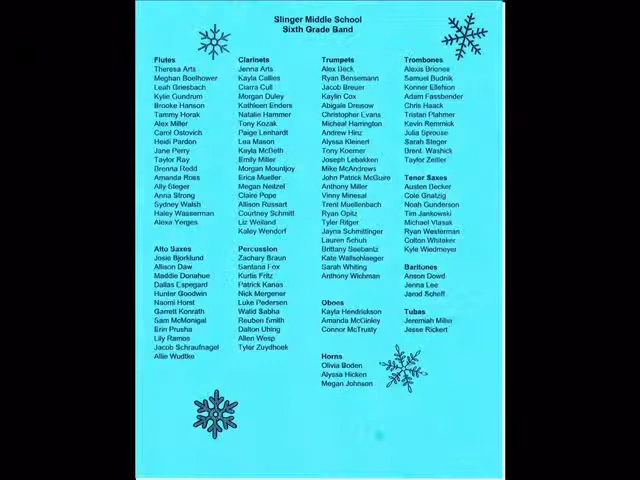 Slinger Middle School
Sixth Grade Band
Flutes
Theresa Arts
Meghan Boelhower
Leah Griesbach
Kylie Gundrum
Brooke Hanson
Tammy Horak
Alex Miller
Carol Ostovich
Heidi Pardon
Jane Perry
Taylor Ray
Brenna Redd
Amanda Ross
Ally Steger
Anna Strong
Sydney Walsh
Haley Wasserman
Alexa Yerges
Alto Saxes
Josie Bjorklund
Allison Daw
Maddie Donahue
Dallas Espegard
Hunter Goodwin
Naomi Horst
Garrett Konrath
Sam McMonigal
Erin Prusha
Lily Ramos
Jacob Schraufnagel
Allie Wudtke
Clarinets
Jenna Arts
Kayla Callies
Ciarra Cull
Morgan Duley
Kathleen Enders
Natalie Hammer
Tony Kozak
Paige Lenhardt
Lea Mason
Kayla McBeth
Emily Miller
Morgan Mountjoy
Erica Mueller
Megan Neitzel
Claire Pope
Allison Russart
Courtney Schmitt
Liz Weiland
Kaley Wendorf
Percussion
Zachary Braun
Santana Fox
Kurtis Fritz
Patrick Kanas
Nick Mergener
Luke Pedersen
Walid Sabha
Reuben Smith
Dalton Uhing
Allen Wesp
Tyler Zuydhoek
Trumpets
Alex Beck
Ryan Bensemann
Jacob Breuer
Kaylin Cox
Abigale Dreisow
Christopher Evans
Micheal Harrington
Andrew Hinz
Alyssa Kleinert
Tony Koerner
Joseph Lebakken
Mike McAndrews
John Patrick McGuire
Anthony Miller
Vinny Minesal
Trent Muellenbach
Ryan Opitz
Tyler Ritger
Jayna Schmittinger
Lauren Schuh
Brittany Seebantz
Kate Wallschlaeger
Sarah Whiting
Anthony Wichman
Oboes
Kayla Hendrickson
Amanda McGinley
Connor McTrusty
Horns
Olivia Boden
Alyssa Hicken
Megan Johnson
Trombones
Alexis Briones
Samuel Budnik
Konner Ellefson
Adam Fassbender
Chris Haack
Tristan Plahmer
Kevin Remmick
Julia Sprouse
Sarah Steger
Brent Washick
Taylor Zeitler
Tenor Saxes
Austen Becker
Cole Gnatzig
Noah Gunderson
Tim Jankowski
Michael Vlasak
Ryan Westerman
Colton Whitaker
Kyle Wiedmeyer
Baritones
Anson Dowd
Jenna Lee
Jarod Scheff
Tubas
Jeremiah Miller
Jesse Rickert